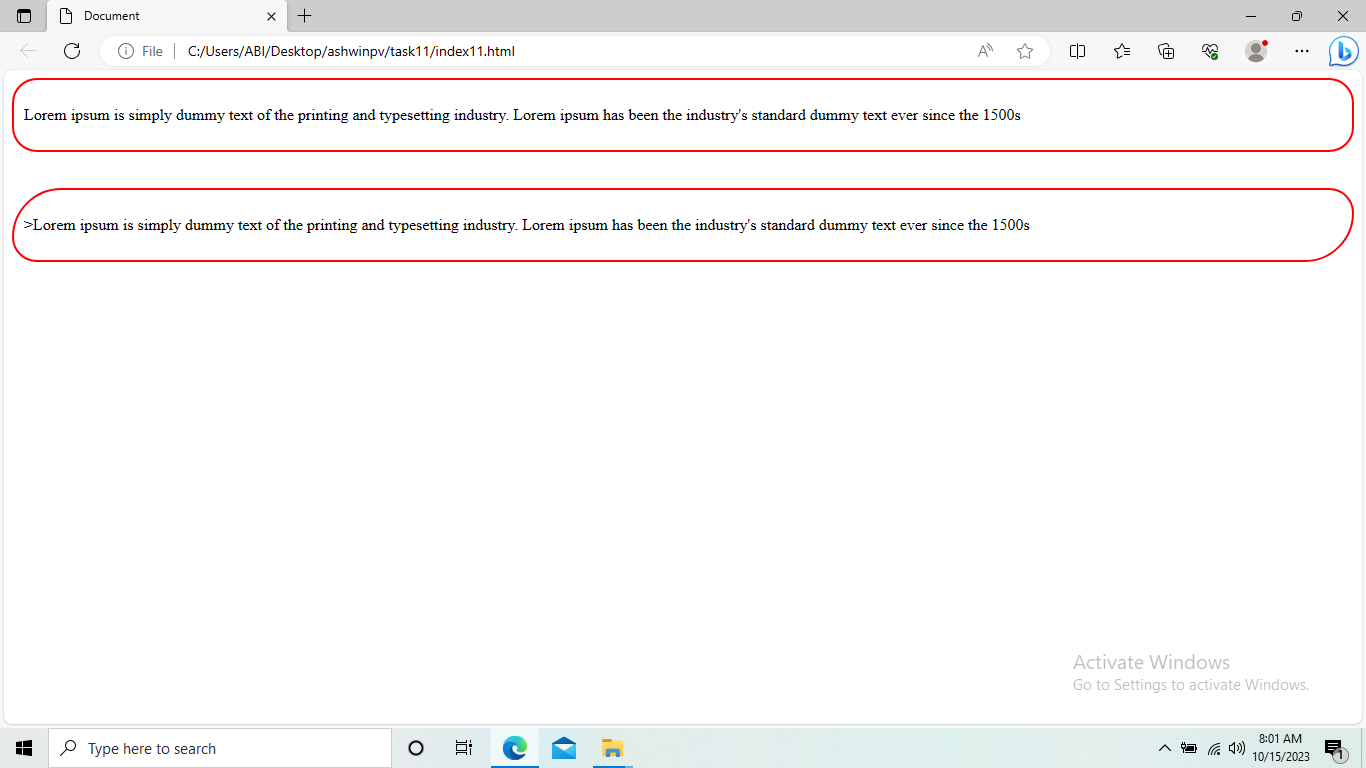 Document
File
C:/Users/ABI/Desktop/ashwinpv/task11/index11.html
Lorem ipsum is simply dummy text of the printing and typesetting industry. Lorem ipsum has been the industry's standard dummy text ever since the 1500s
>Lorem ipsum is simply dummy text of the printing and typesetting industry. Lorem ipsum has been the industry's standard dummy text ever since the 1500s
Activate Windows
Go to Settings to activate Windows.
Type here to search
8:01 AM
10/15/2023
1